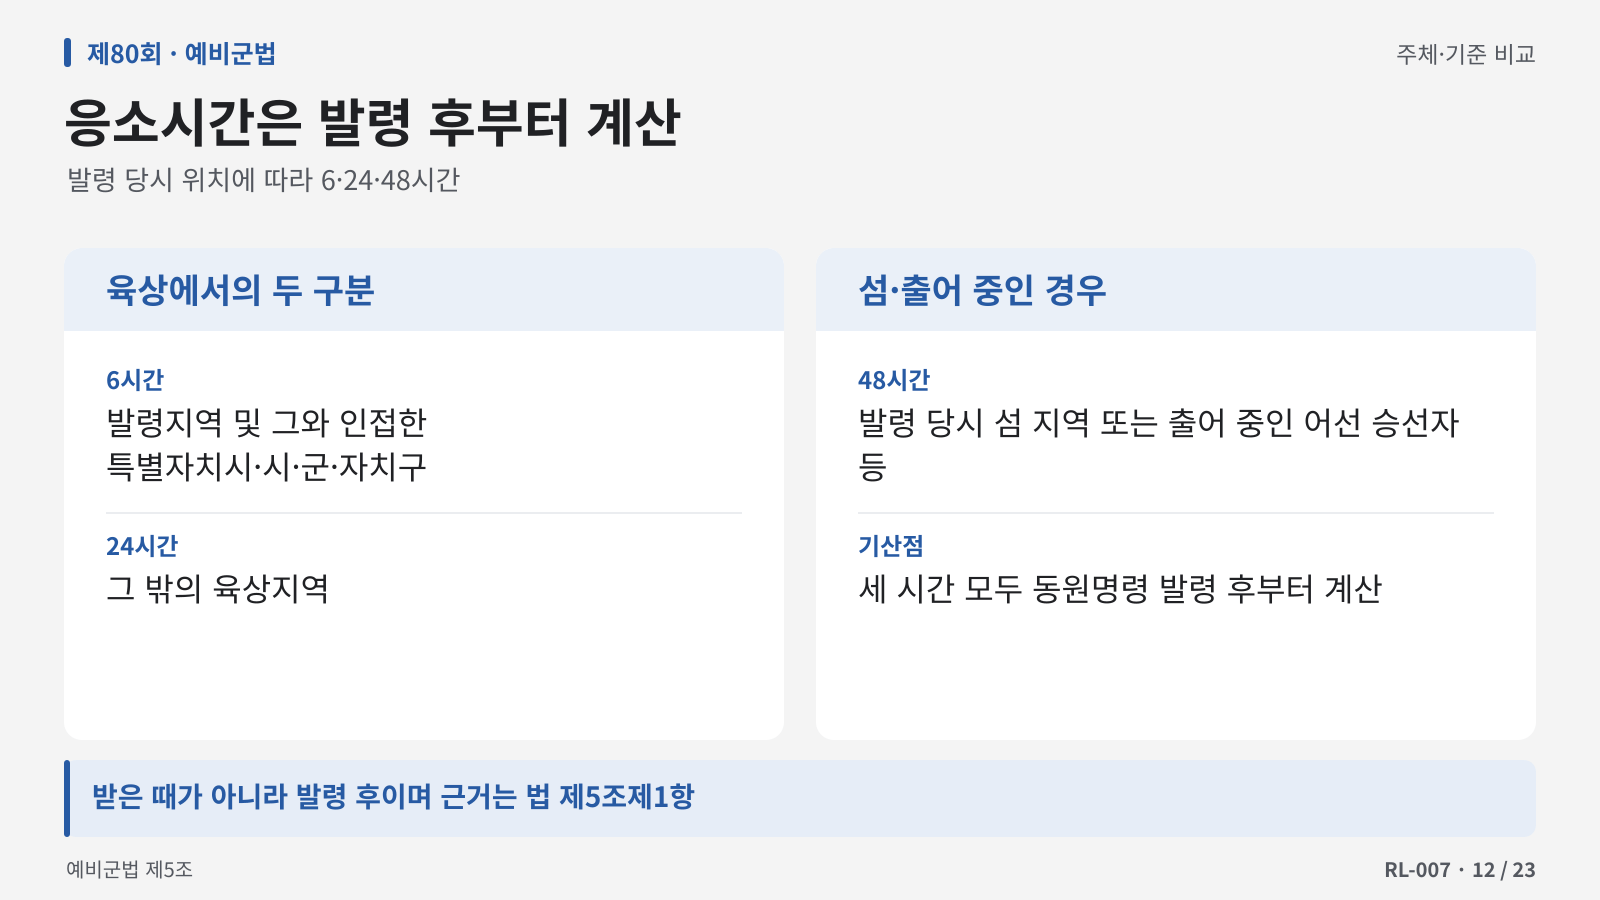 제80회 · 예비군법
주체·기준 비교
응소시간은 발령 후부터 계산
발령 당시 위치에 따라 6·24·48시간
육상에서의 두 구분
6시간
발령지역 및 그와 인접한
특별자치시·시·군·자치구
24시간
그 밖의 육상지역
섬·출어 중인 경우
48시간
발령 당시 섬 지역 또는 출어 중인 어선 승선자
등
기산점
세 시간 모두 동원명령 발령 후부터 계산
받은 때가 아니라 발령 후이며 근거는 법 제5조제1항
예비군법 제5조
RL-007 · 12 / 23